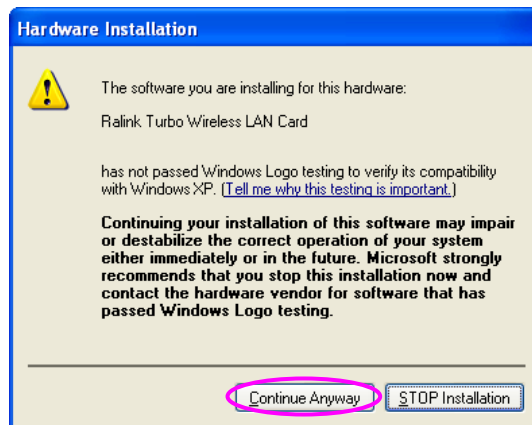 Hardware Installation
The software you are installing for this hardware:
Ralink Turbo Wireless LAN Card
has not passed Windows Logo testing to verify its compatibility
with Windows XP. (Tell me why this testing is important.)
Continuing your installation of this software may impair
or destabilize the correct operation of your system
either immediately or in the future. Microsoft strongly
recommends that you stop this installation now and
contact the hardware vendor for software that has
passed Windows Logo testing.
Continue Anyway STOP Installation